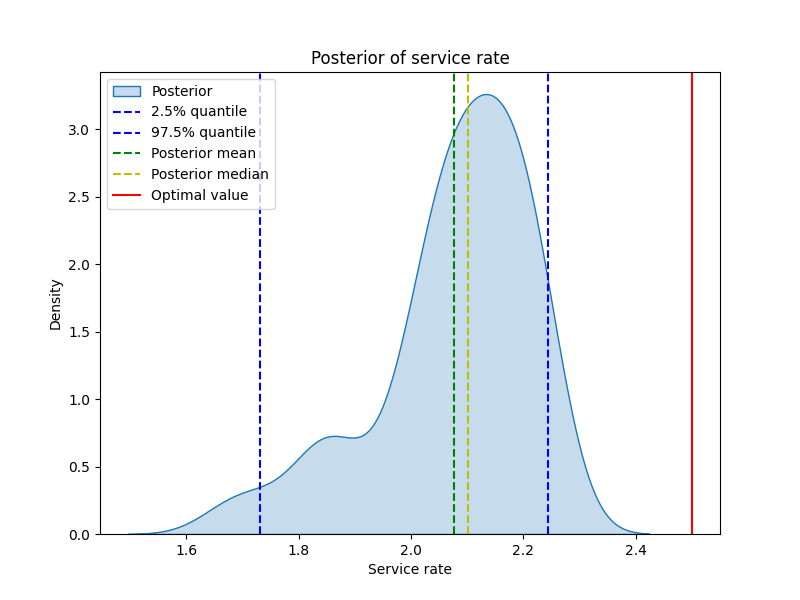 Posterior of service rate
Posterior
2.5% quantile
97.5% quantile
Posterior mean
Posterior median
Optimal value
Density
3.0
2.5
2.0
1.5
1.0
0.5
0.0
1.6 1.8 2.0 2.2 2.4
Service rate